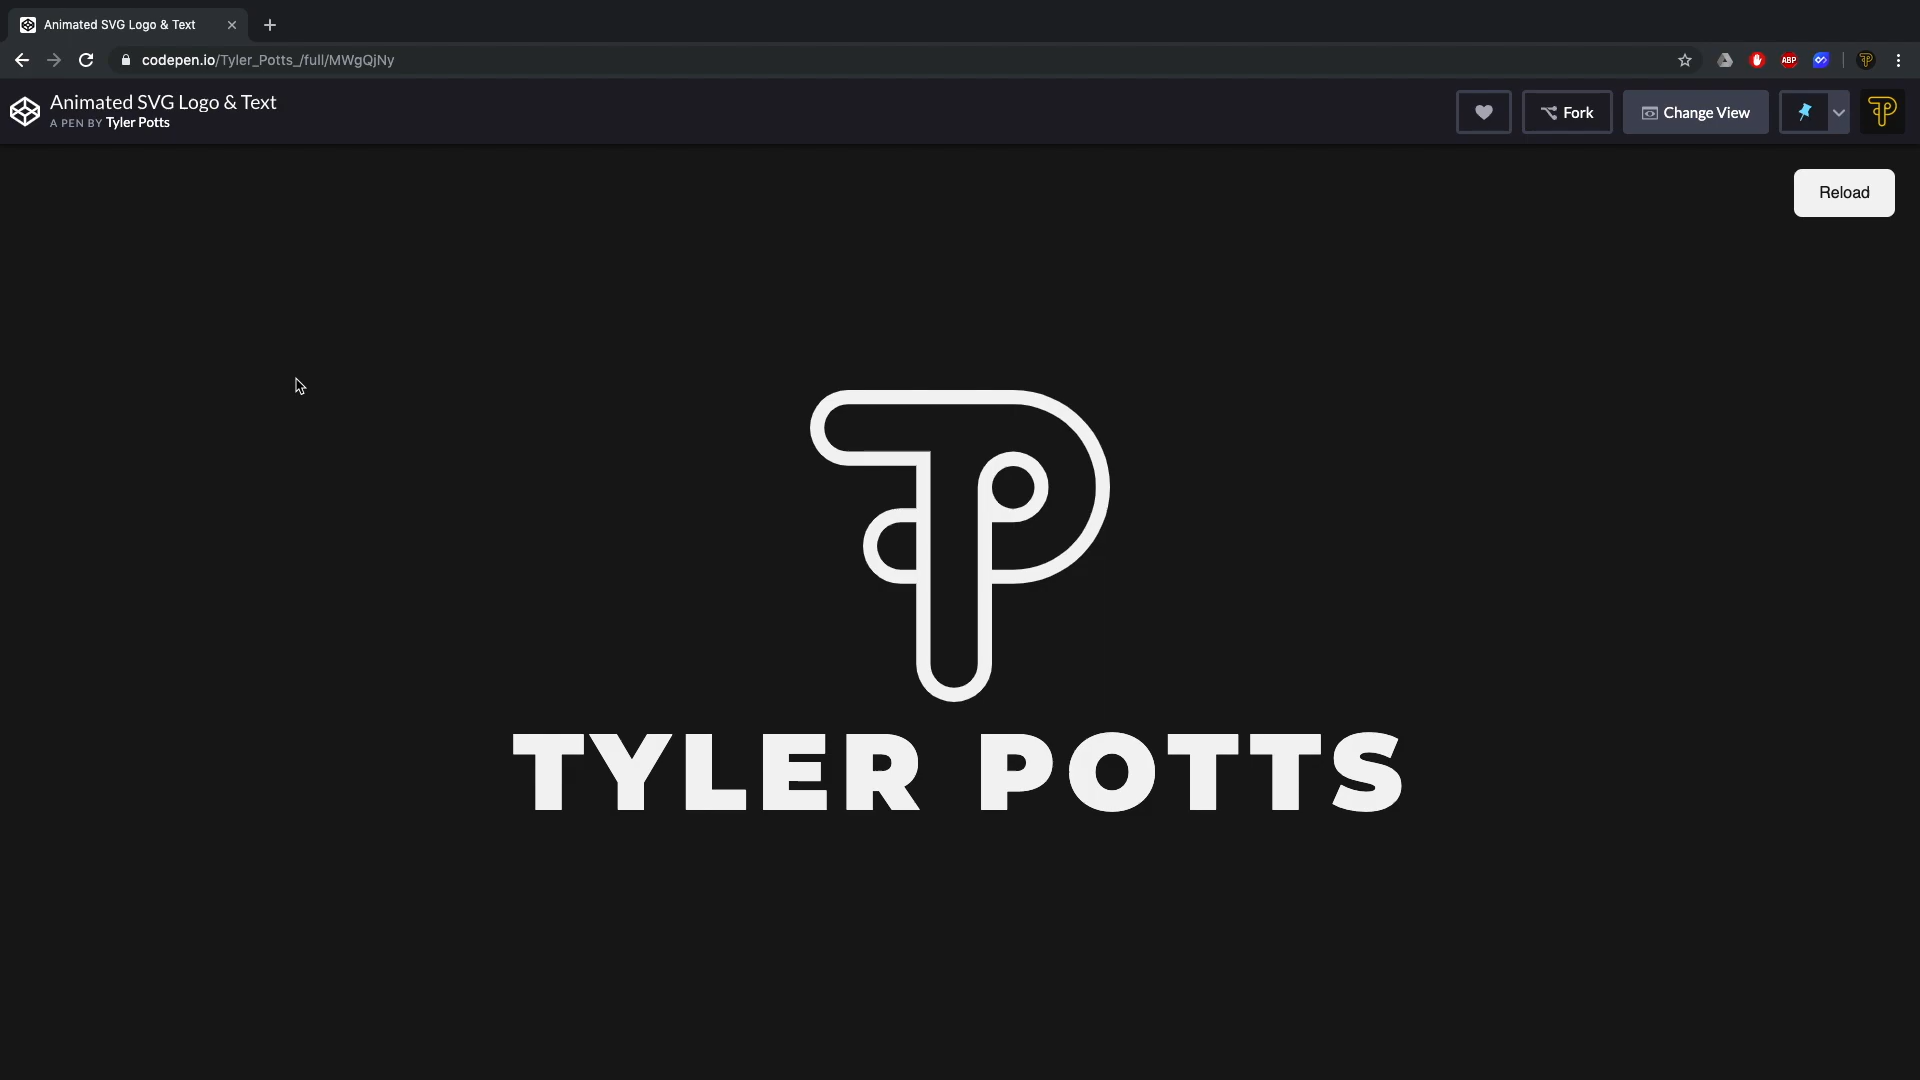 Animated SVG Logo & Text
codepen.io/Tyler_Potts_/full/MWgQjNy
ABP
Animated SVG Logo & Text
A PEN BY Tyler Potts
Fork
Change View
Reload
TYLER POTTS